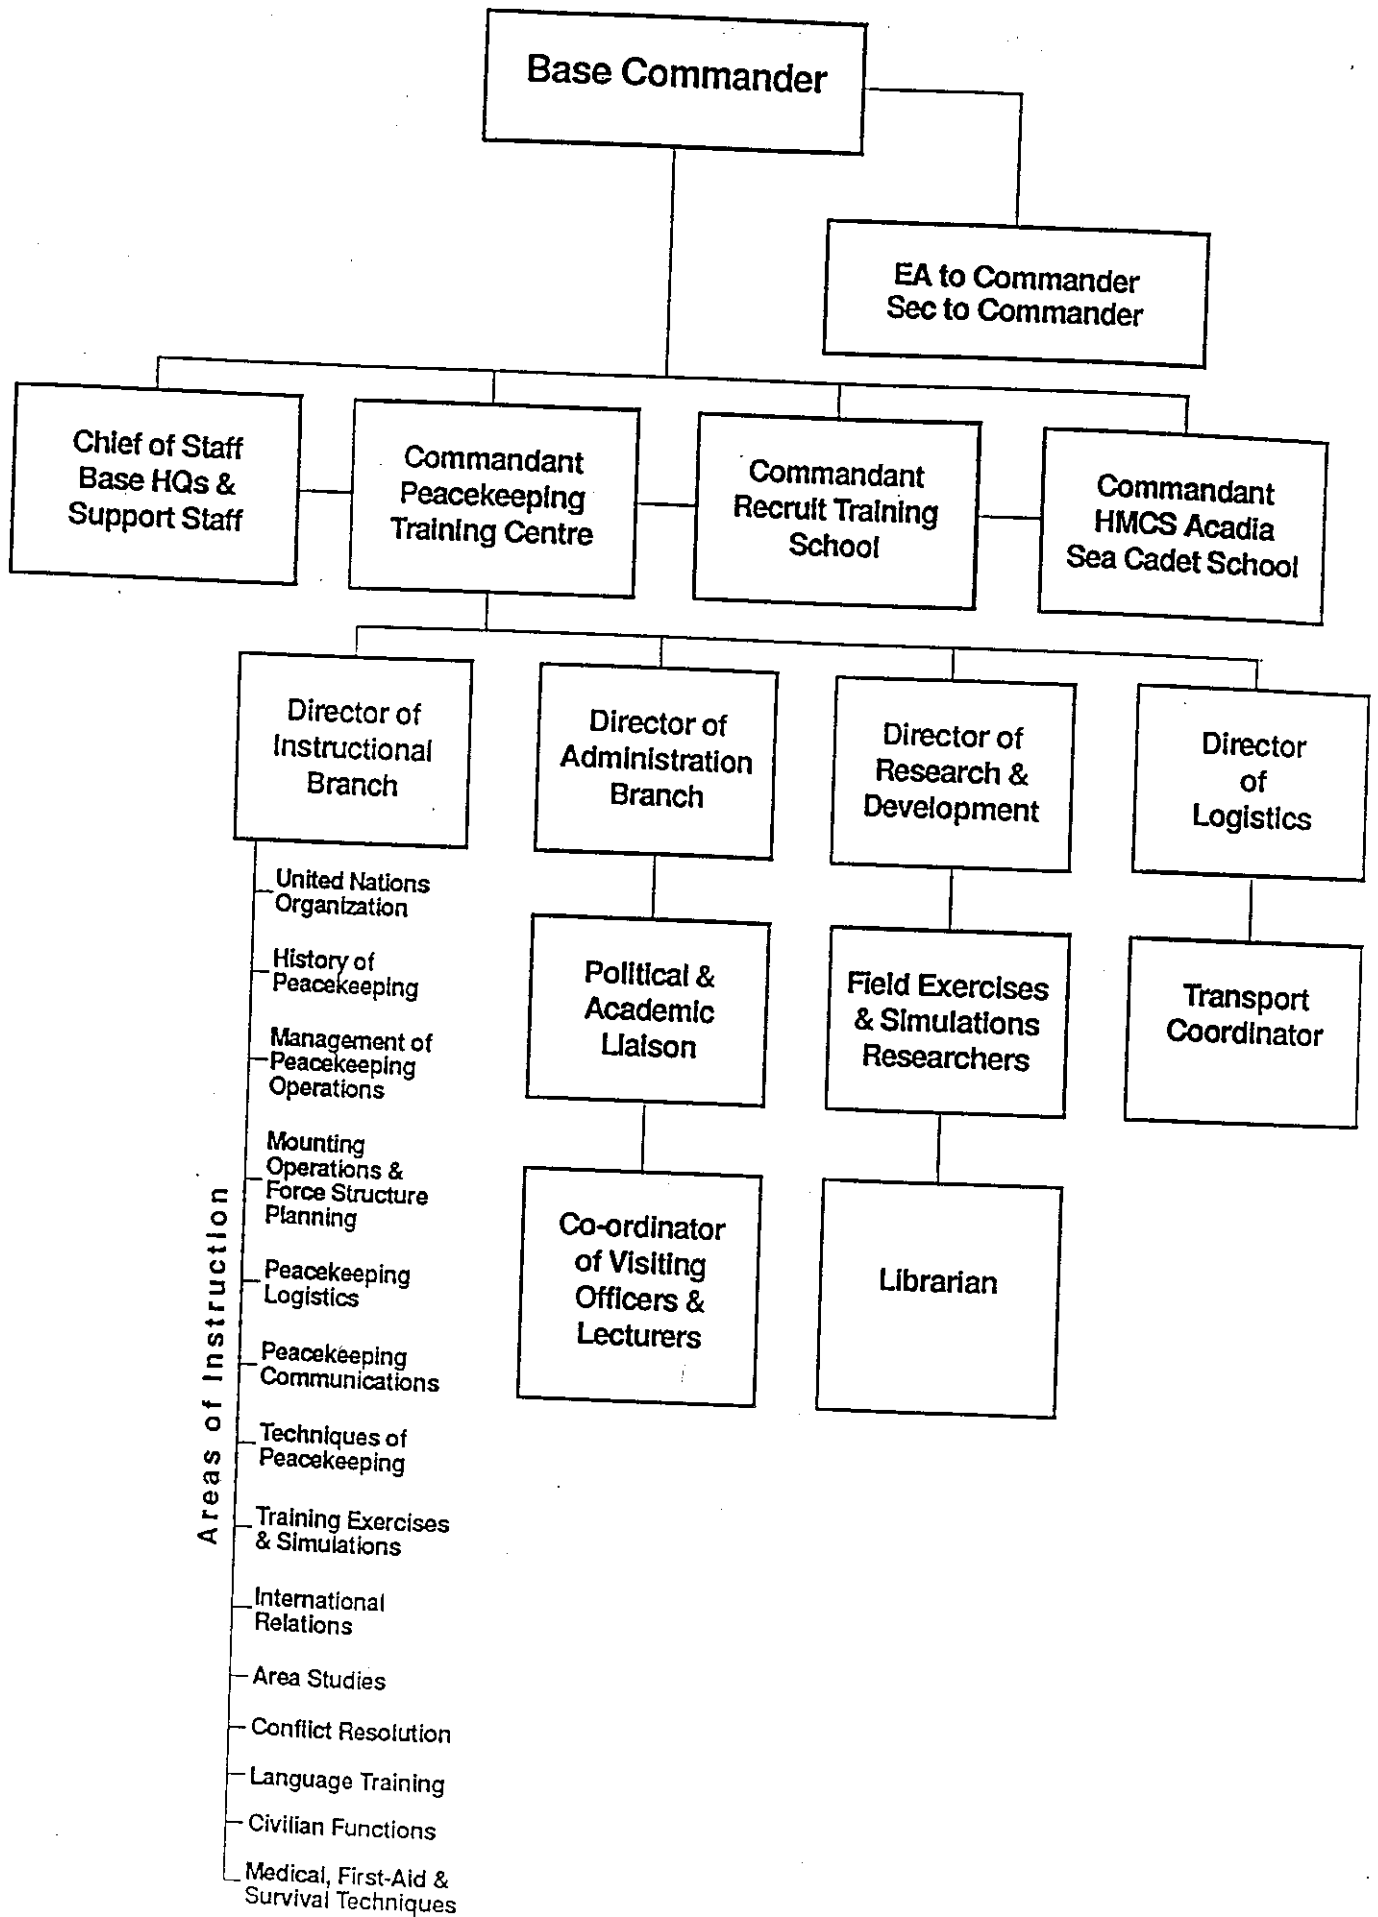 Base Commander
EA to Commander
Sec to Commander
Chief of Staff
Base HQs &
Support Staff
Commandant
Peacekeeping
Training Centre
Commandant
Recruit Training
School
Commandant
HMCS Acadia
Sea Cadet School
Director of
Instructional
Branch
Director of
Administration
Branch
Director of
Research &
Development
Director
of
Logistics
Political &
Academic
Liaison
Field Exercises
& Simulations
Researchers
Transport
Coordinator
Co-ordinator
of Visiting
Officers &
Lecturers
Librarian
Areas of Instruction
United Nations
Organization
History of
Peacekeeping
Management of
Peacekeeping
Operations
Mounting
Operations &
Force Structure
Planning
Peacekeeping
Logistics
Peacekeeping
Communications
Techniques of
Peacekeeping
Training Exercises
& Simulations
International
Relations
Area Studies
Conflict Resolution
Language Training
Civilian Functions
Medical, First-Aid &
Survival Techniques